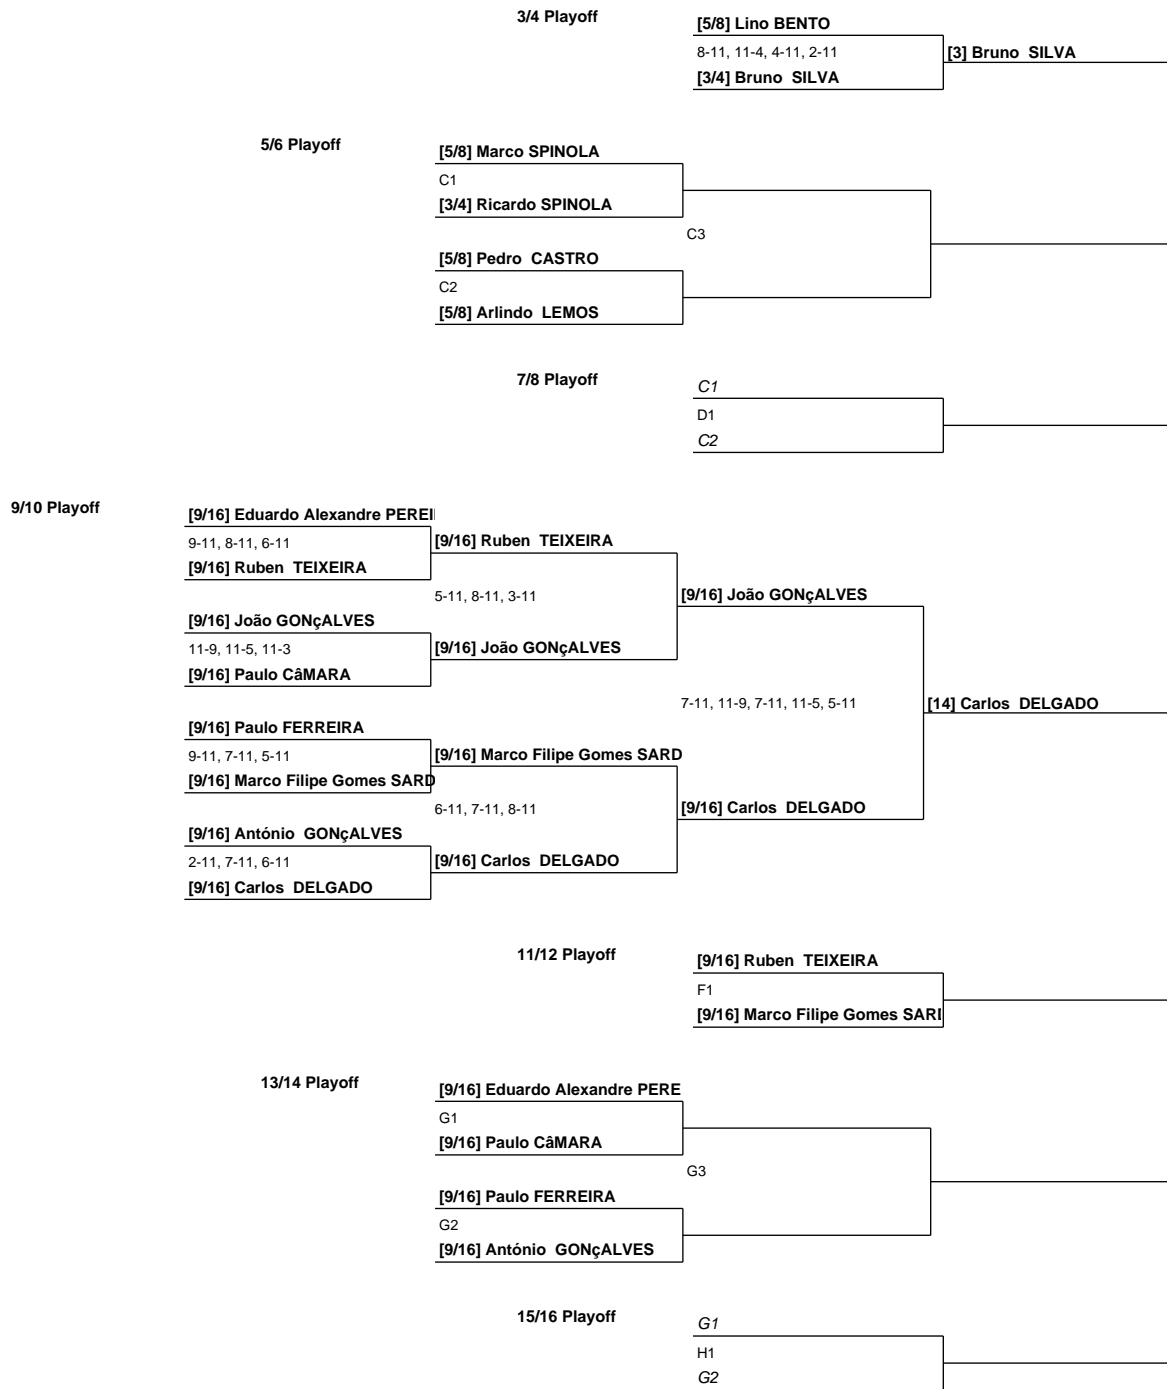 3/4 Playoff
[5/8] Lino BENTO
8-11, 11-4, 4-11, 2-11
[3] Bruno SILVA
[3/4] Bruno SILVA
5/6 Playoff
[5/8] Marco SPINOLA
C1
[3/4] Ricardo SPINOLA
C3
[5/8] Pedro CASTRO
C2
[5/8] Arlindo LEMOS
7/8 Playoff
C1
D1
C2
9/10 Playoff
[9/16] Eduardo Alexandre PEREI
9-11, 8-11, 6-11
[9/16] Ruben TEIXEIRA
[9/16] Ruben TEIXEIRA
5-11, 8-11, 3-11
[9/16] João GONçALVES
[9/16] João GONçALVES
11-9, 11-5, 11-3
[9/16] João GONçALVES
[9/16] Paulo CâMARA
7-11, 11-9, 7-11, 11-5, 5-11
[14] Carlos DELGADO
[9/16] Paulo FERREIRA
9-11, 7-11, 5-11
[9/16] Marco Filipe Gomes SARD
[9/16] Marco Filipe Gomes SARD
6-11, 7-11, 8-11
[9/16] Carlos DELGADO
[9/16] António GONçALVES
2-11, 7-11, 6-11
[9/16] Carlos DELGADO
[9/16] Carlos DELGADO
11/12 Playoff
[9/16] Ruben TEIXEIRA
F1
[9/16] Marco Filipe Gomes SARD
13/14 Playoff
[9/16] Eduardo Alexandre PERE
G1
[9/16] Paulo CâMARA
G3
[9/16] Paulo FERREIRA
G2
[9/16] António GONçALVES
15/16 Playoff
G1
H1
G2